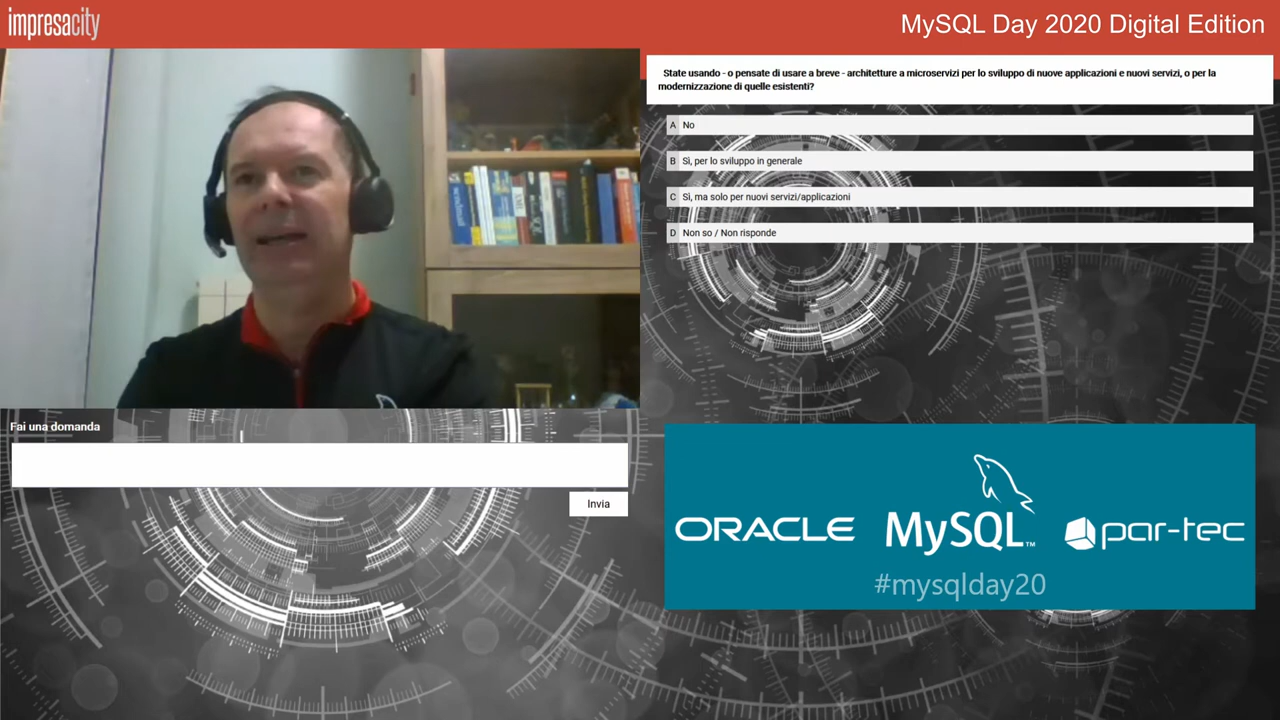 impresacity
MySQL Day 2020 Digital Edition
State usando - o pensate di usare a breve - architetture a microservizi per lo sviluppo di nuove applicazioni e nuovi servizi, o per la
modernizzazione di quelle esistenti?
A No
B Sì, per lo sviluppo in generale
C Sì, ma solo per nuovi servizi/applicazioni
D Non so / Non risponde
Fai una domanda
Invia
ORACLE MySQL™ par-tec
#mysqlday20